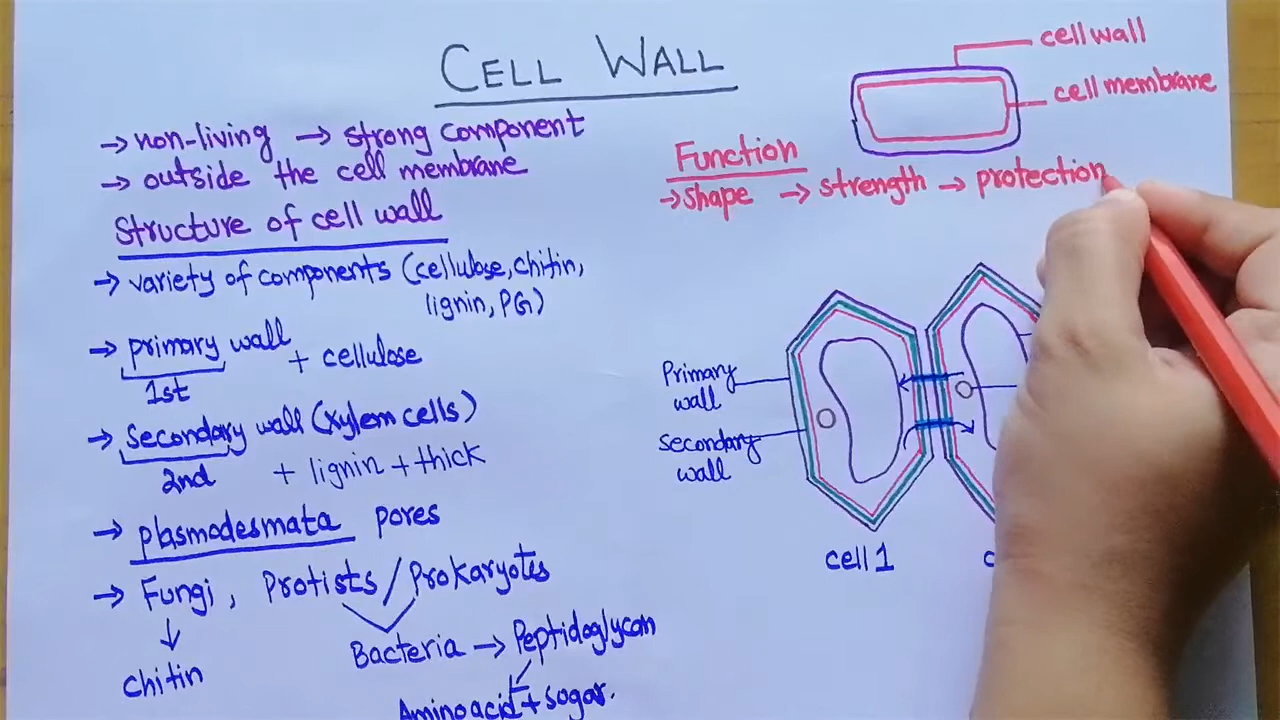 CELL WALL
→ non-living → strong component
→ outside the cell membrane
Structure of cell wall
→ variety of components (cellulose, chitin,
lignin, PG)
→ primary wall + cellulose
1st
→ secondary wall (xylem cells)
2nd + lignin + thick
→ plasmodesmata pores
→ Fungi, Protists / Prokaryotes
Chitin
Bacteria → Peptidoglycan
Aminoacid + sogar.
cell wall
cell membrane
Function
→ shape → strength → protection
Primary
wall
secondary
wall
cell 1
c